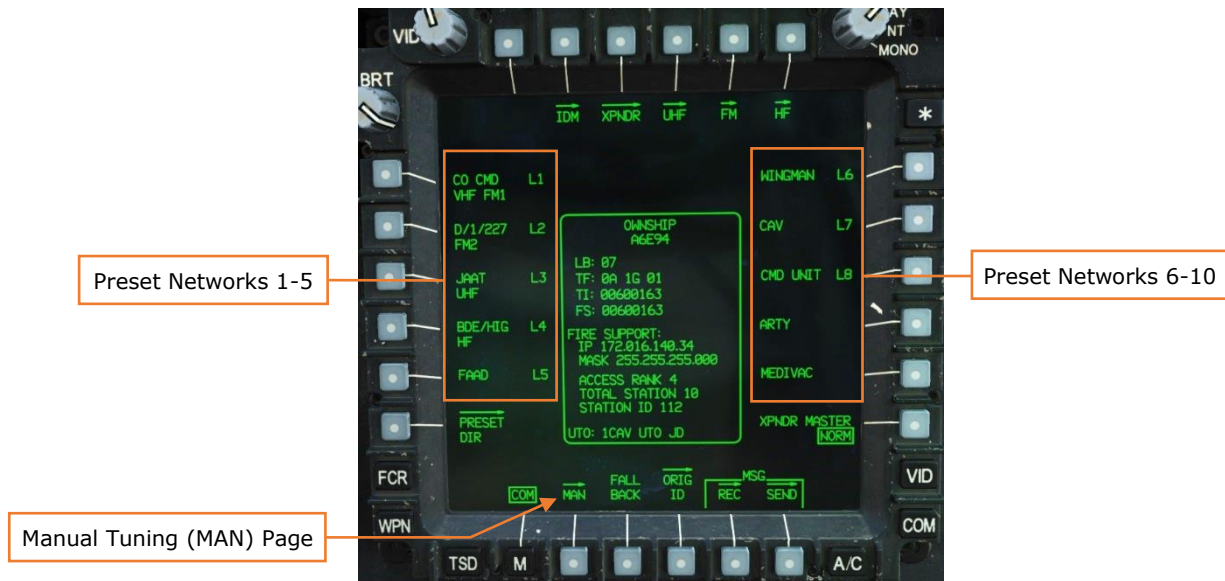 VID
AY
NT
MONO
BRT
IDM XPNDR UHF FM HF
*
CO CMD L1
VHF FM1
D/1/227 L2
FM2
JAAT L3
UHF
BDE/HIG L4
HF
FAAD L5
PRESET
DIR
OWNSHIP
A6E94
LB: 07
TF: 0A 1G 01
TI: 00600163
FS: 00600163
FIRE SUPPORT:
IP 172.016.140.34
MASK 255.255.255.000
ACCESS RANK 4
TOTAL STATION 10
STATION ID 112
UTO: 1CAV UTO JD
WINGMAN L6
CAV L7
CMD UNIT L8
ARTY
MEDIVAC
XPNDR MASTER
NORM
Preset Networks 1-5
Preset Networks 6-10
FCR
VID
COM
MAN
FALL
BACK
ORIG
ID
MSG
REC SEND
WPN
COM
Manual Tuning (MAN) Page
TSD M A/C